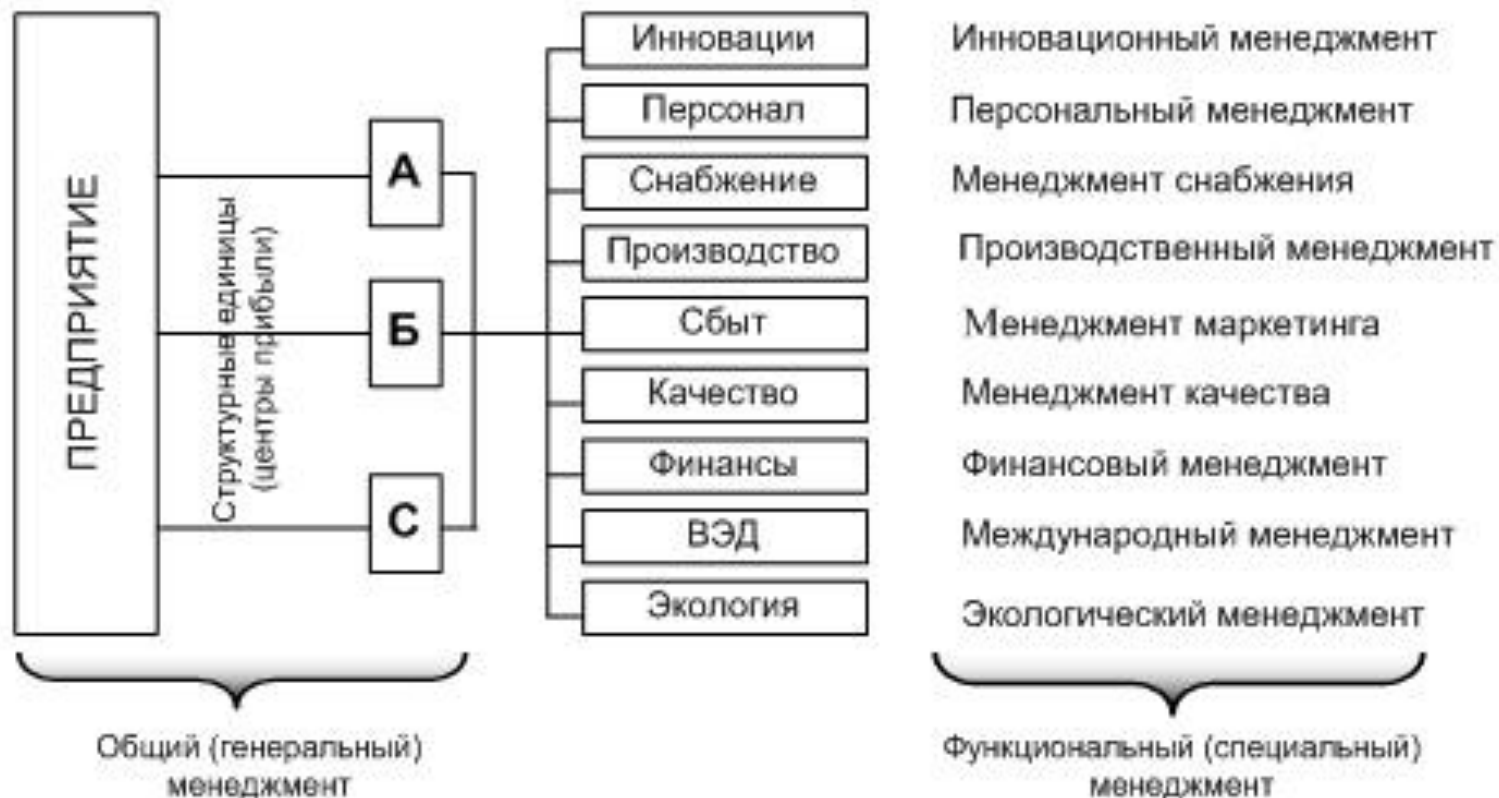 ПРЕДПРИЯТИЕ
Структурные единицы
(центры прибыли)
А
Б
С
Инновации
Инновационный менеджмент
Персонал
Персональный менеджмент
Снабжение
Менеджмент снабжения
Производство
Производственный менеджмент
Сбыт
Менеджмент маркетинга
Качество
Менеджмент качества
Финансы
Финансовый менеджмент
ВЭД
Международный менеджмент
Экология
Экологический менеджмент
Общий (генеральный)
менеджмент
Функциональный (специальный)
менеджмент